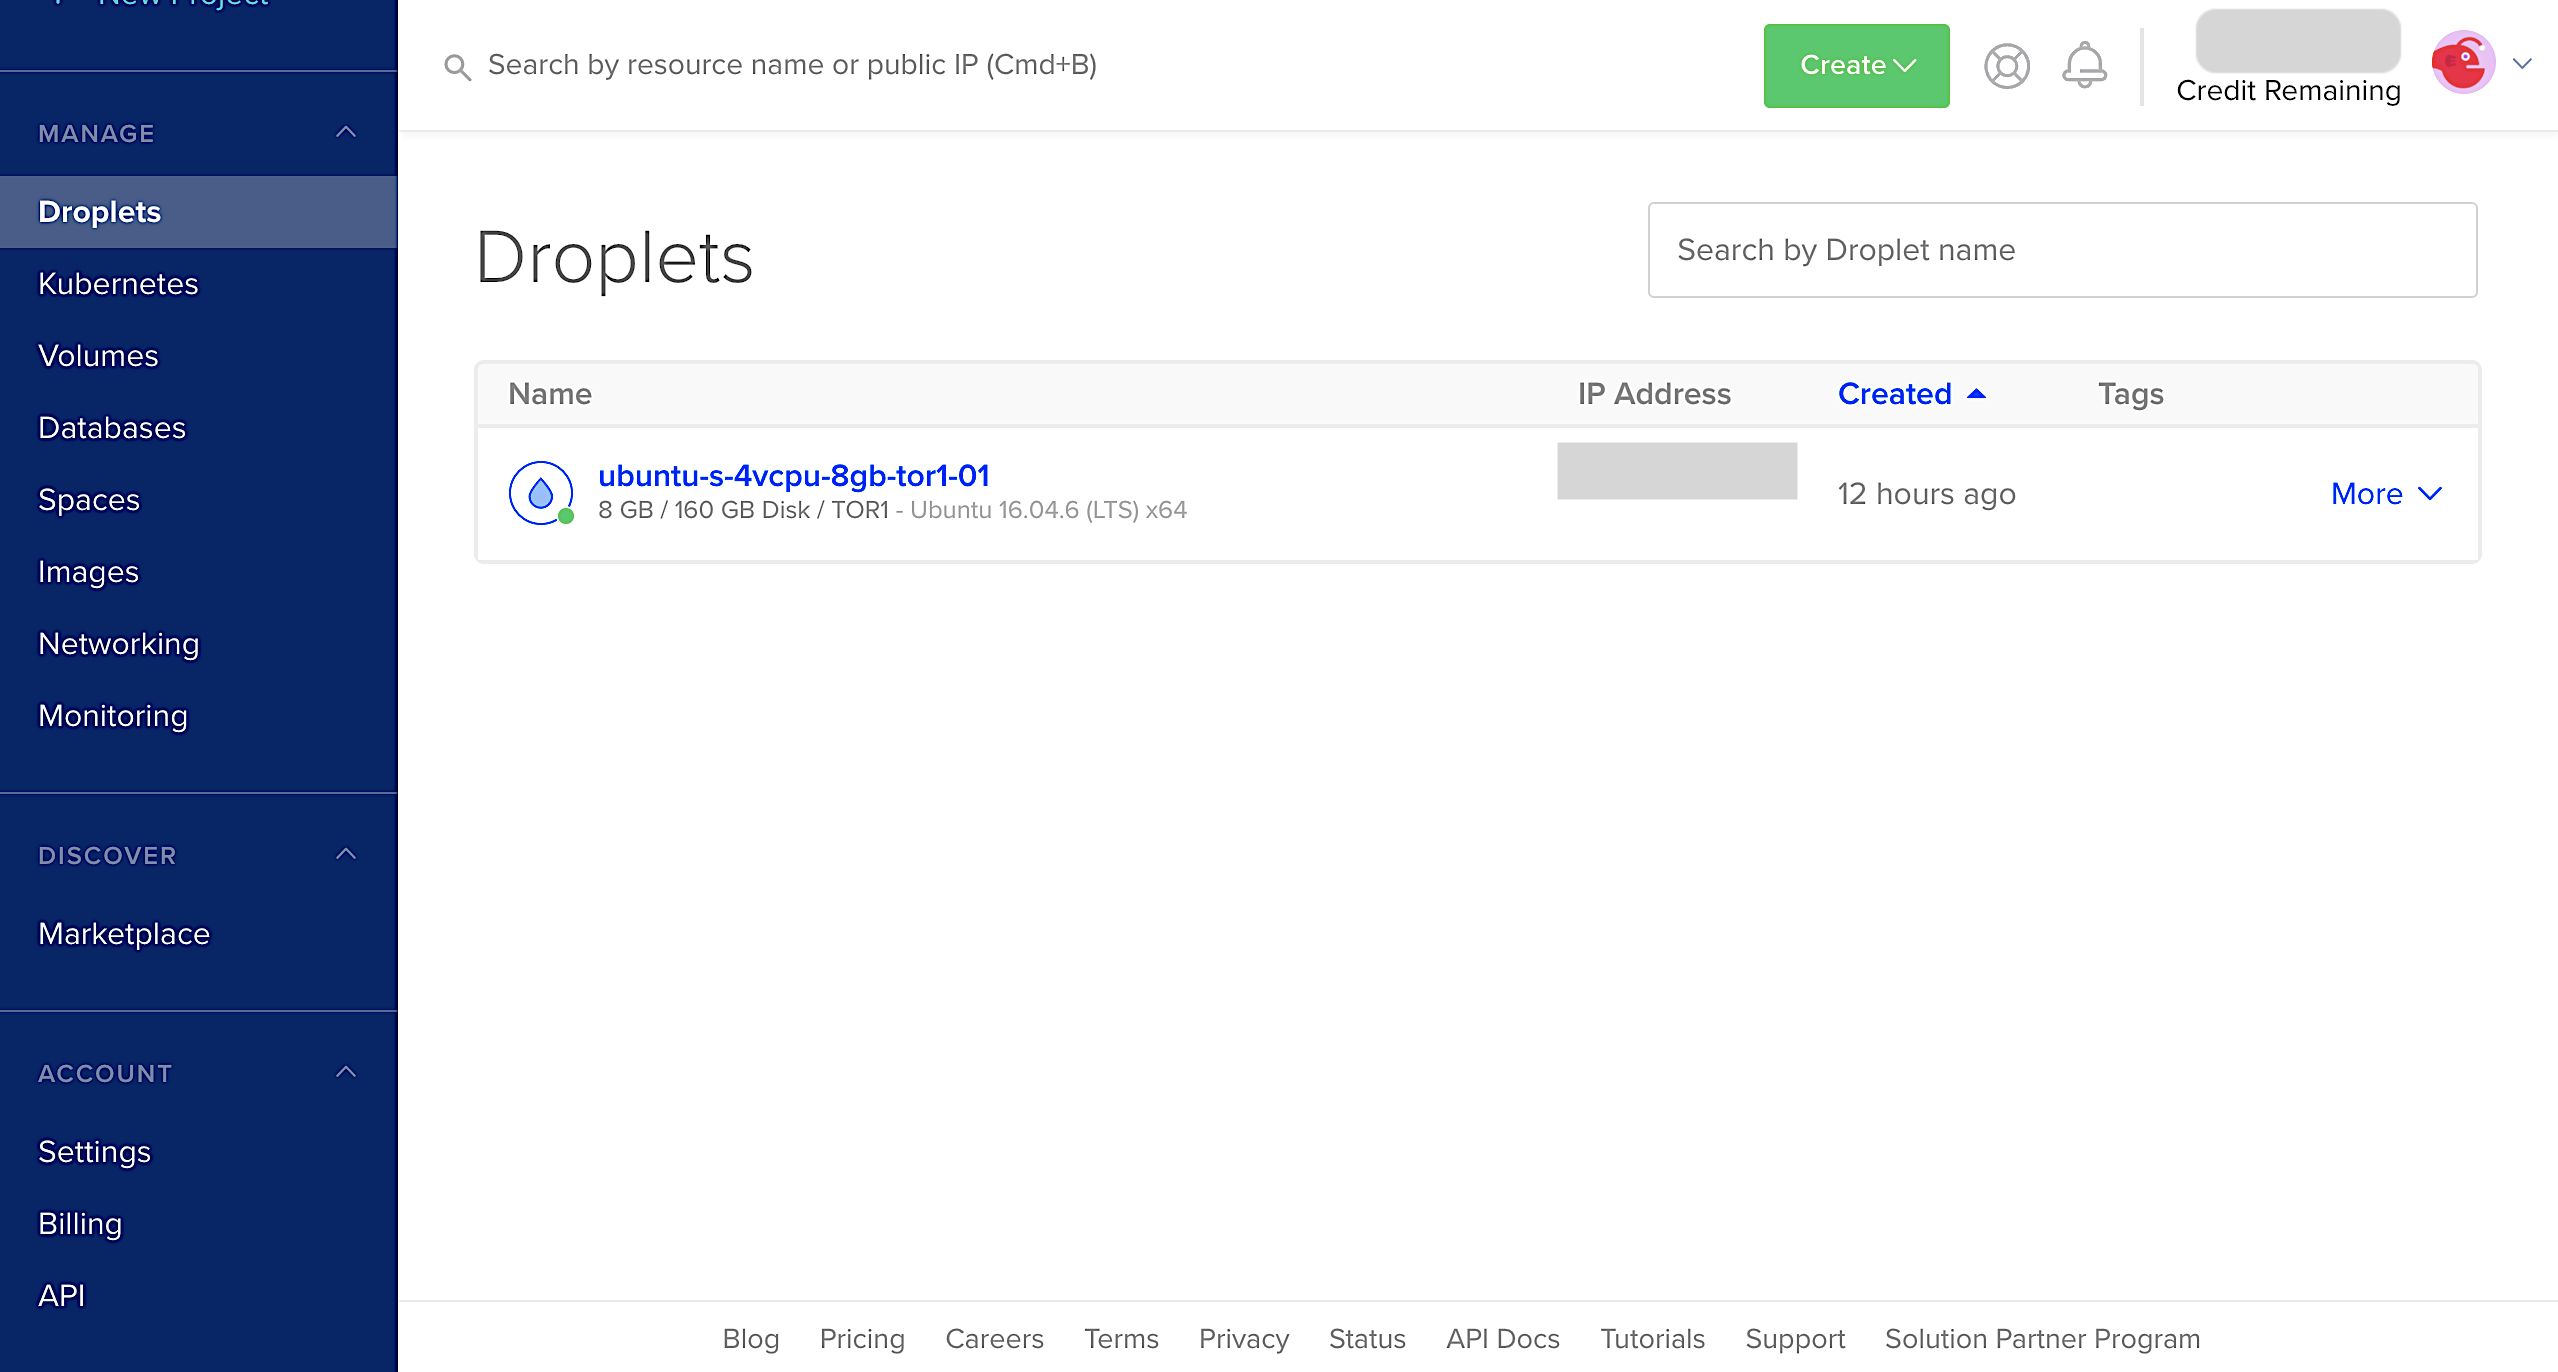 New Project
MANAGE
Droplets
Kubernetes
Volumes
Databases
Spaces
Images
Networking
Monitoring
DISCOVER
Marketplace
ACCOUNT
Settings
Billing
API
Search by resource name or public IP (Cmd+B)
Create
Credit Remaining
Droplets
Search by Droplet name
Name IP Address Created Tags
ubuntu-s-4vcpu-8gb-tor1-01
8 GB / 160 GB Disk / TOR1 - Ubuntu 16.04.6 (LTS) x64
12 hours ago
More
Blog Pricing Careers Terms Privacy Status API Docs Tutorials Support Solution Partner Program